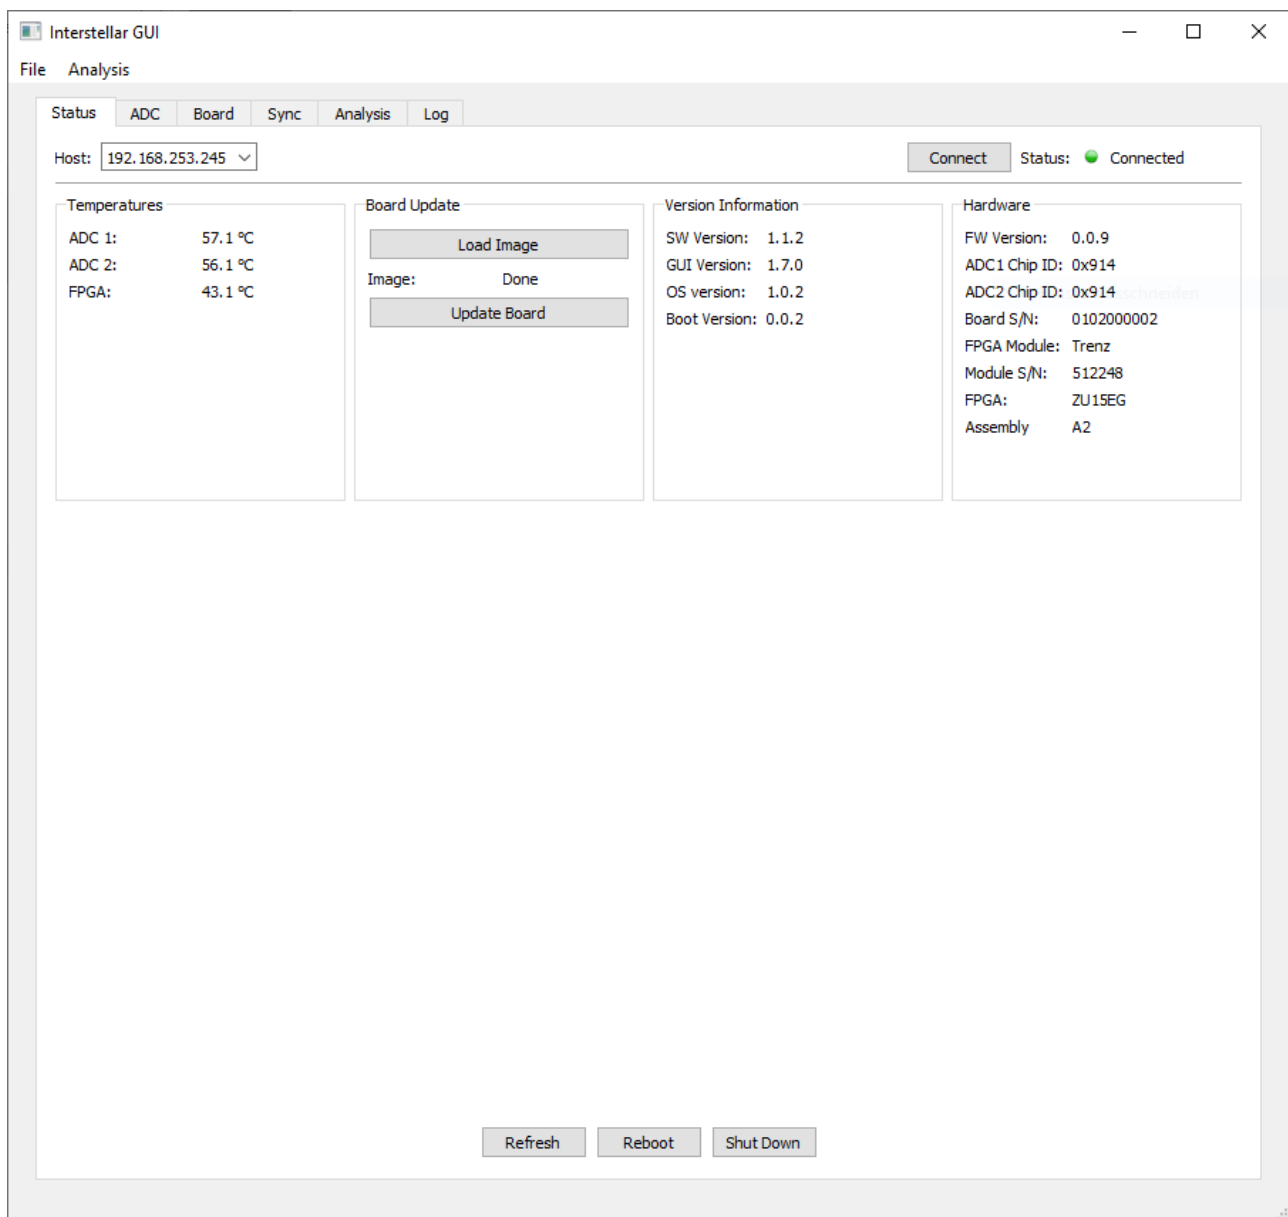 Interstellar GUI
File Analysis
Status ADC Board Sync Analysis Log
Host: 192.168.253.245 Connect Status: Connected
Temperatures
ADC 1: 57.1 °C
ADC 2: 56.1 °C
FPGA: 43.1 °C
Board Update
Load Image
Image: Done
Update Board
Version Information
SW Version: 1.1.2
GUI Version: 1.7.0
OS version: 1.0.2
Boot Version: 0.0.2
Hardware
FW Version: 0.0.9
ADC1 Chip ID: 0x914
ADC2 Chip ID: 0x914
Board S/N: 0102000002
FPGA Module: Trenz
Module S/N: 512248
FPGA: ZU15EG
Assembly A2
Refresh Reboot Shut Down